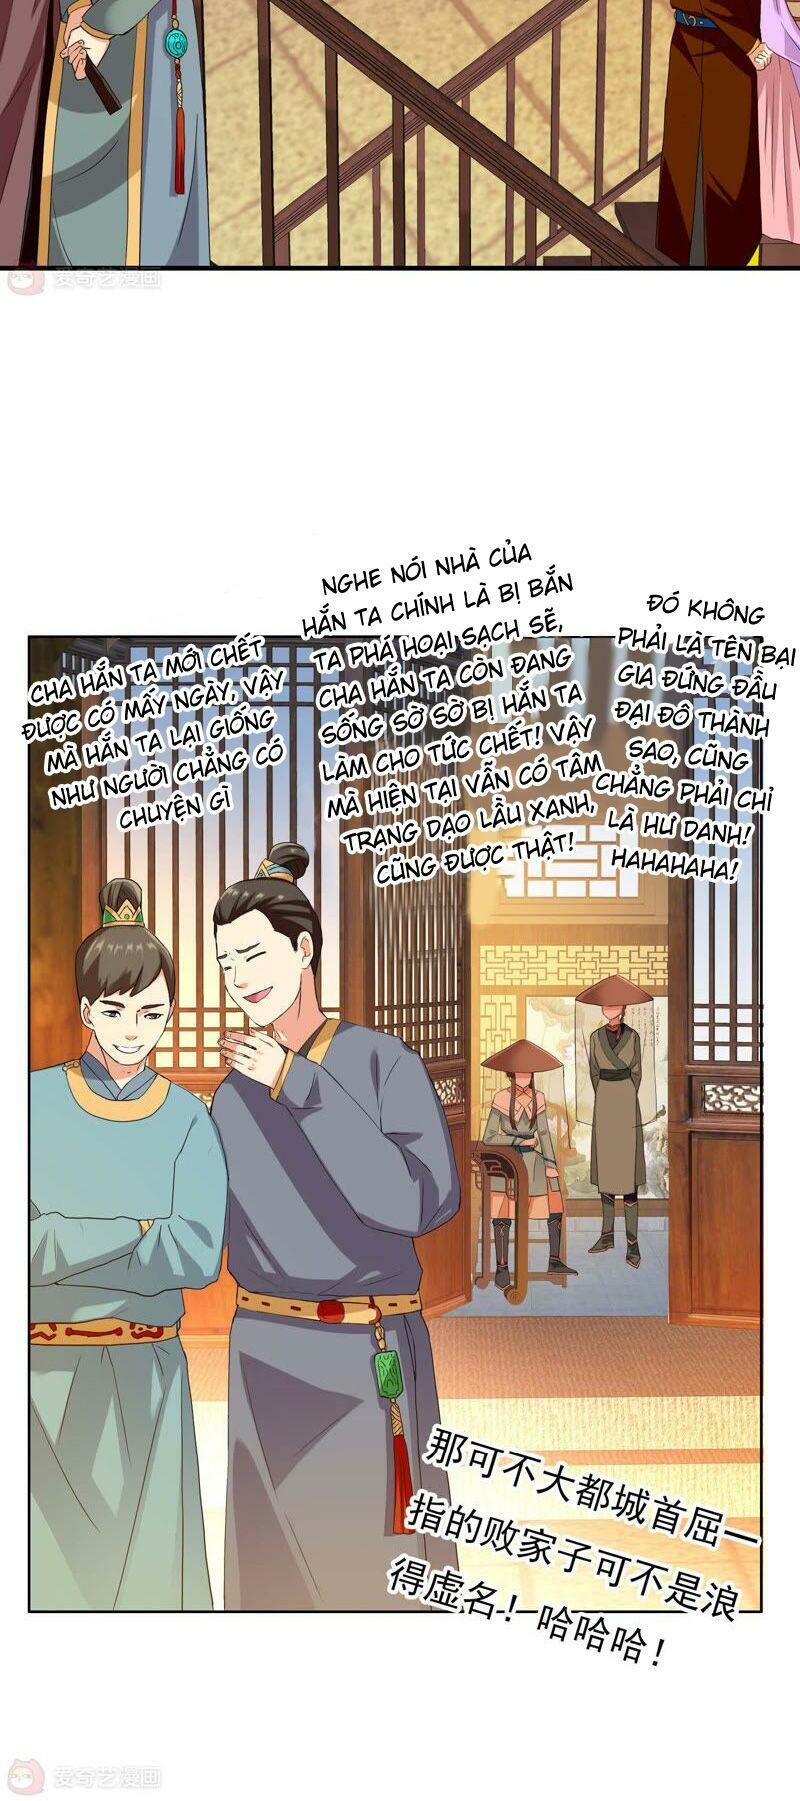 爱奇艺漫画
CHA HẮN TA MỚI CHẾT
ĐƯỢC CÓ MẤY NGÀY, VẬY
MÀ HẮN TA LẠI GIỐNG
NHƯ NGƯỜI CHẲNG CÓ
CHUYỆN GÌ
NGHE NÓI NHÀ CỦA
HẮN TA CHÍNH LÀ BỊ BẮN
TA PHÁ HOẠI SẠCH SẼ,
CHA HẮN TA CÒN ĐANG
SỐNG SỜ SỜ BỊ HẮN TA
LÀM CHO TỨC CHẾT! VẬY
MÀ HIỆN TẠI VẪN CÓ TÂM
TRẠNG DẠO LẦU XANH,
CŨNG ĐƯỢC THẬT!
ĐÓ KHÔNG
PHẢI LÀ TÊN BẠI
GIA ĐỨNG ĐẦU
ĐẠI ĐÔ THÀNH
SAO, CŨNG
CHẲNG PHẢI CHỈ
LÀ HƯ DANH!
HAHAHAHA!
那可不大都城首屈一
指的败家子可不是浪
得虚名！哈哈哈！
爱奇艺漫画